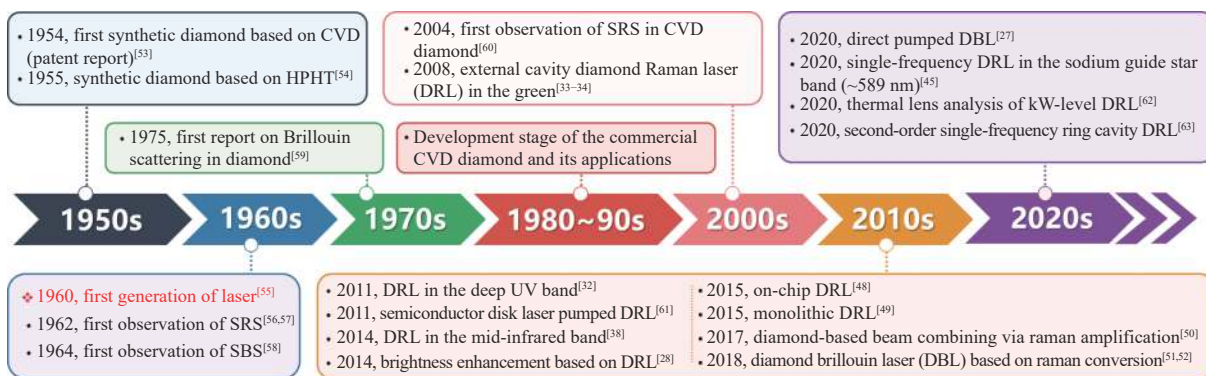 • 1954, first synthetic diamond based on CVD
(patent report)[53]
• 1955, synthetic diamond based on HPHT[54]
• 2004, first observation of SRS in CVD
diamond[60]
• 2008, external cavity diamond Raman laser
(DRL) in the green[33−34]
• 2020, direct pumped DBL[27]
• 2020, single-frequency DRL in the sodium guide star
band (~589 nm)[45]
• 2020, thermal lens analysis of kW-level DRL[62]
• 2020, second-order single-frequency ring cavity DRL[63]
• 1975, first report on Brillouin
scattering in diamond[59]
• Development stage of the commercial
CVD diamond and its applications
1950s 1960s 1970s 1980~90s 2000s 2010s 2020s
❖ 1960, first generation of laser[55]
• 1962, first observation of SRS[56,57]
• 1964, first observation of SBS[58]
• 2011, DRL in the deep UV band[32]
• 2011, semiconductor disk laser pumped DRL[61]
• 2014, DRL in the mid-infrared band[38]
• 2014, brightness enhancement based on DRL[28]
• 2015, on-chip DRL[48]
• 2015, monolithic DRL[49]
• 2017, diamond-based beam combining via raman amplification[50]
• 2018, diamond brillouin laser (DBL) based on raman conversion[51,52]